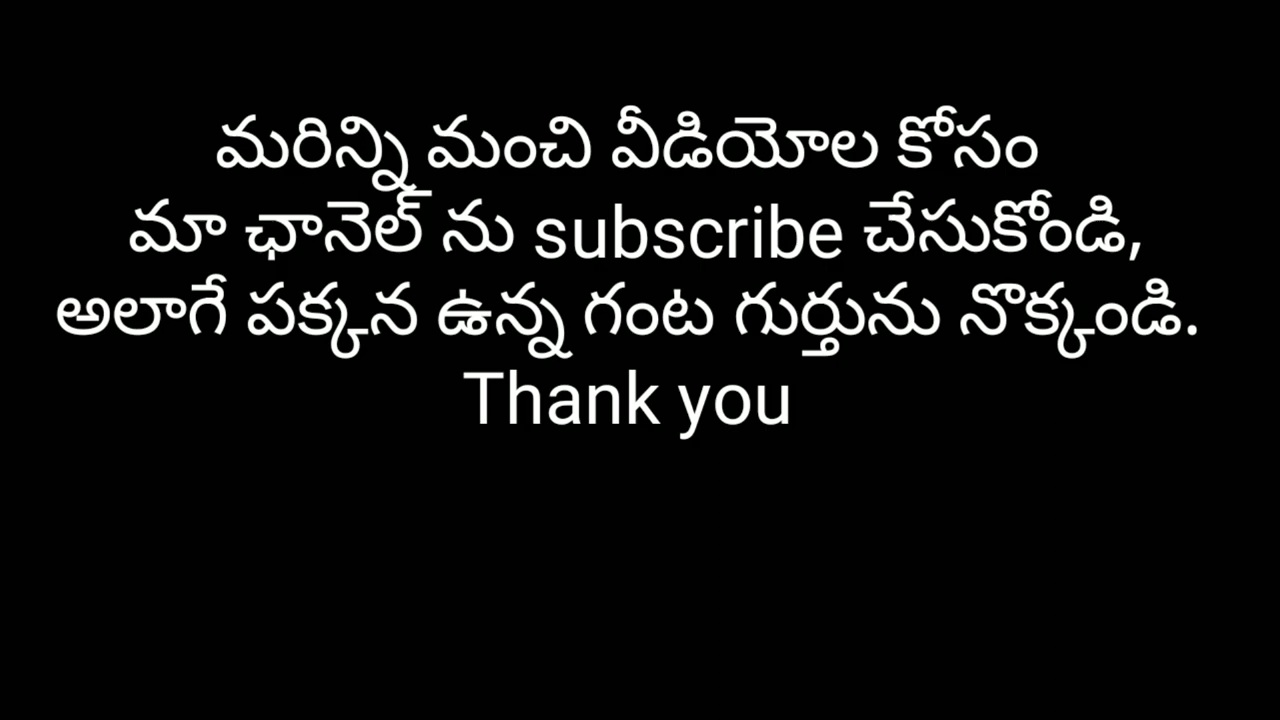 మరిన్ని మంచి వీడియోల కోసం
మా ఛానెల్ ను subscribe చేసుకోండి,
అలాగే పక్కన ఉన్న గంట గుర్తును నొక్కండి.
Thank you